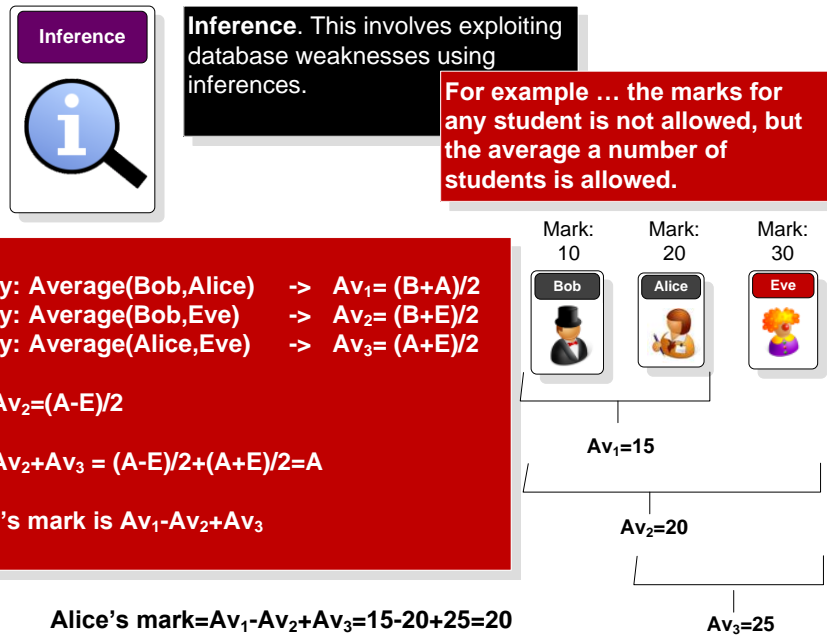 Inference
Inference. This involves exploiting
database weaknesses using
inferences.
For example … the marks for
any student is not allowed, but
the average a number of
students is allowed.
y: Average(Bob,Alice) -> Av₁= (B+A)/2
y: Average(Bob,Eve) -> Av₂= (B+E)/2
y: Average(Alice,Eve) -> Av₃= (A+E)/2
Av₂=(A-E)/2
Av₂+Av₃ = (A-E)/2+(A+E)/2=A
's mark is Av₁-Av₂+Av₃
Mark: Mark: Mark:
10 20 30
Bob Alice Eve
Av₁=15
Av₂=20
Av₃=25
Alice's mark=Av₁-Av₂+Av₃=15-20+25=20